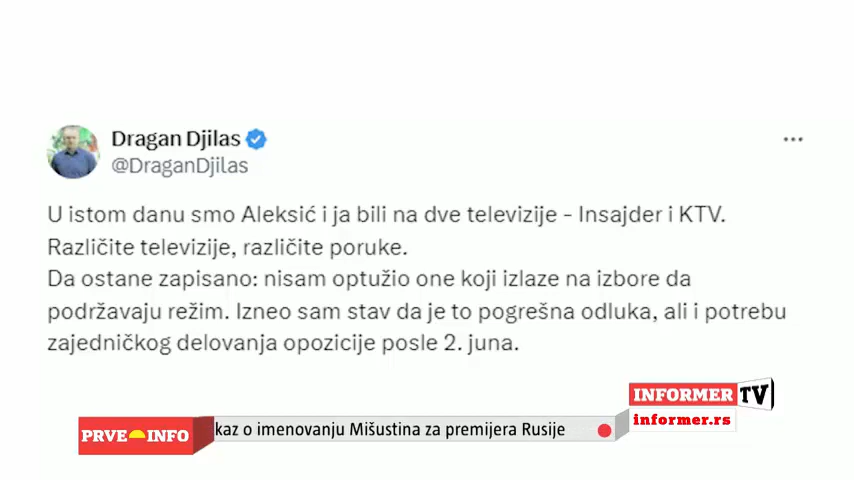 Dragan Djilas
@DraganDjilas
U istom danu smo Aleksić i ja bili na dve televizije - Insajder i KTV.
Različite televizije, različite poruke.
Da ostane zapisano: nisam optužio one koji izlaze na izbore da
podržavaju režim. Izneo sam stav da je to pogrešna odluka, ali i potrebu
zajedničkog delovanja opozicije posle 2. juna.
INFORMER TV
informer.rs
PRVE INFO
kaz o imenovanju Mišustina za premijera Rusije